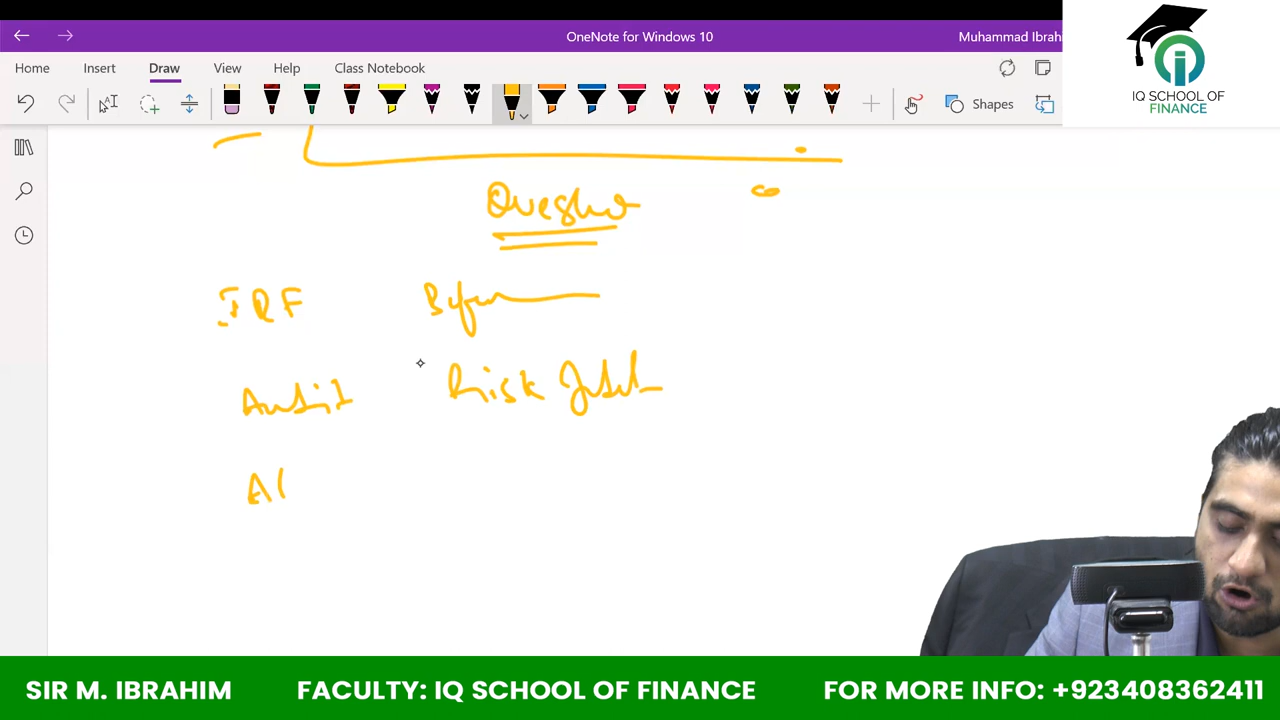 OneNote for Windows 10
Muhammad Ibrah
Home Insert Draw View Help Class Notebook
Shapes
IQ SCHOOL OF
FINANCE
Question
Audit Risk
SIR M. IBRAHIM FACULTY: IQ SCHOOL OF FINANCE FOR MORE INFO: +923408362411